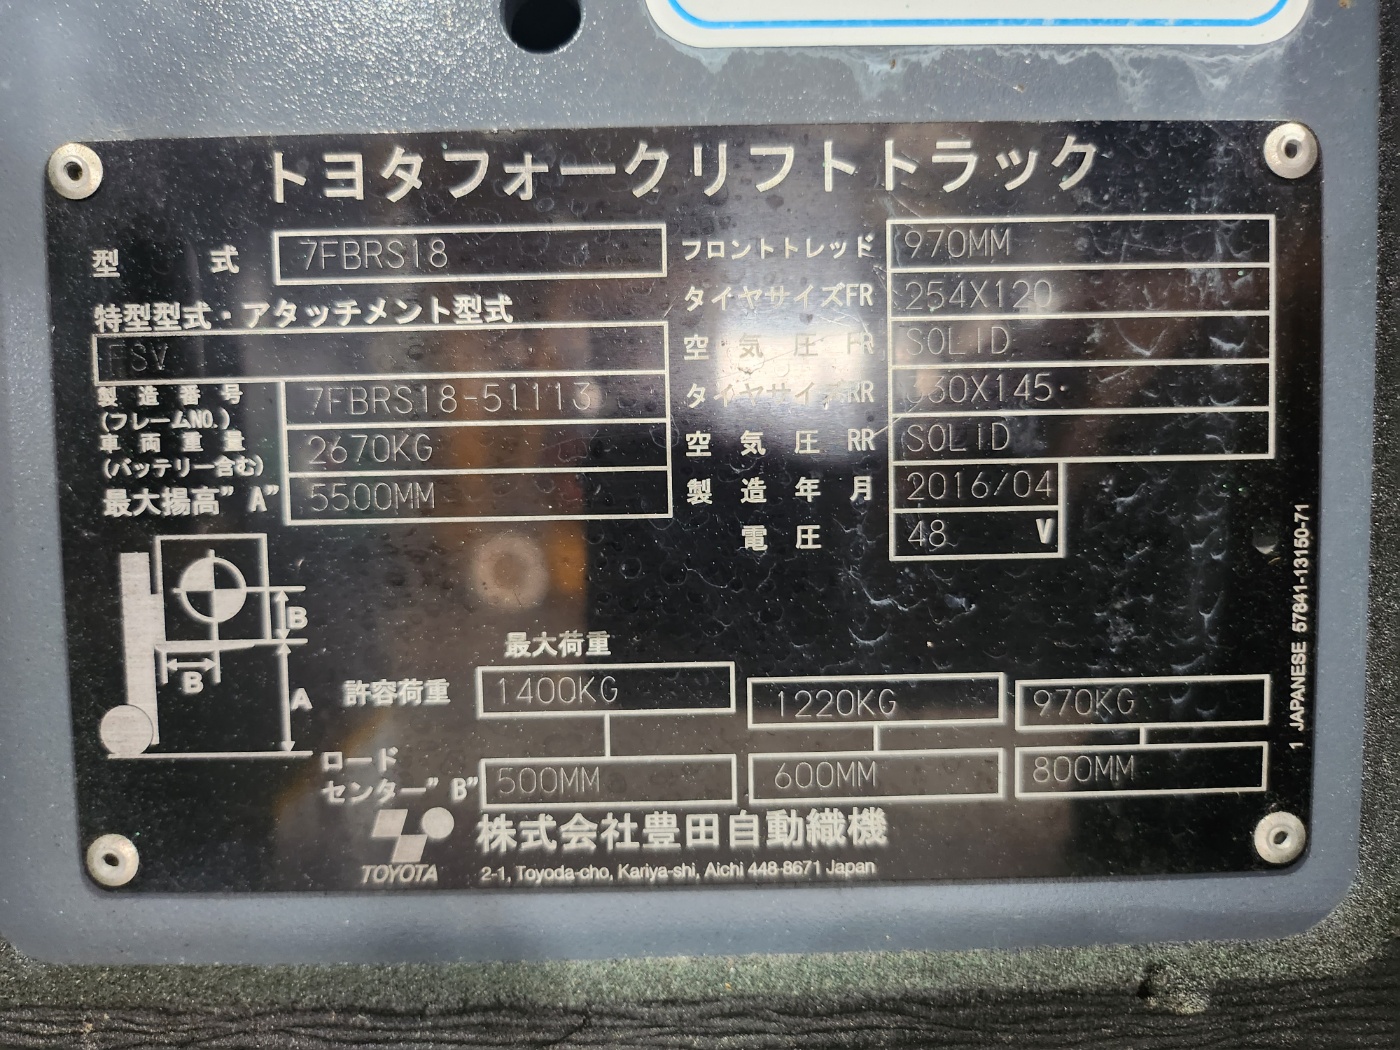 トヨタフォークリフトトラック
型式 7FBRS18
特型型式・アタッチメント型式
FSV
製造番号
(フレームNO.) 7FBRS18-51113
車両重量
(バッテリー含む) 2670KG
最大揚高"A" 5500MM
フロントトレッド 970MM
タイヤサイズFR 254X120
空気圧 FR SOLID
タイヤサイズRR 330X145
空気圧 RR SOLID
製造年月 2016/04
電圧 48 V
B
B
A
最大荷重
許容荷重 1400KG 1220KG 970KG
ロード
センター"B" 500MM 600MM 800MM
TOYOTA
株式会社豊田自動織機
2-1, Toyoda-cho, Kariya-shi, Aichi 448-8671 Japan
1 JAPANESE 57841-13160-71